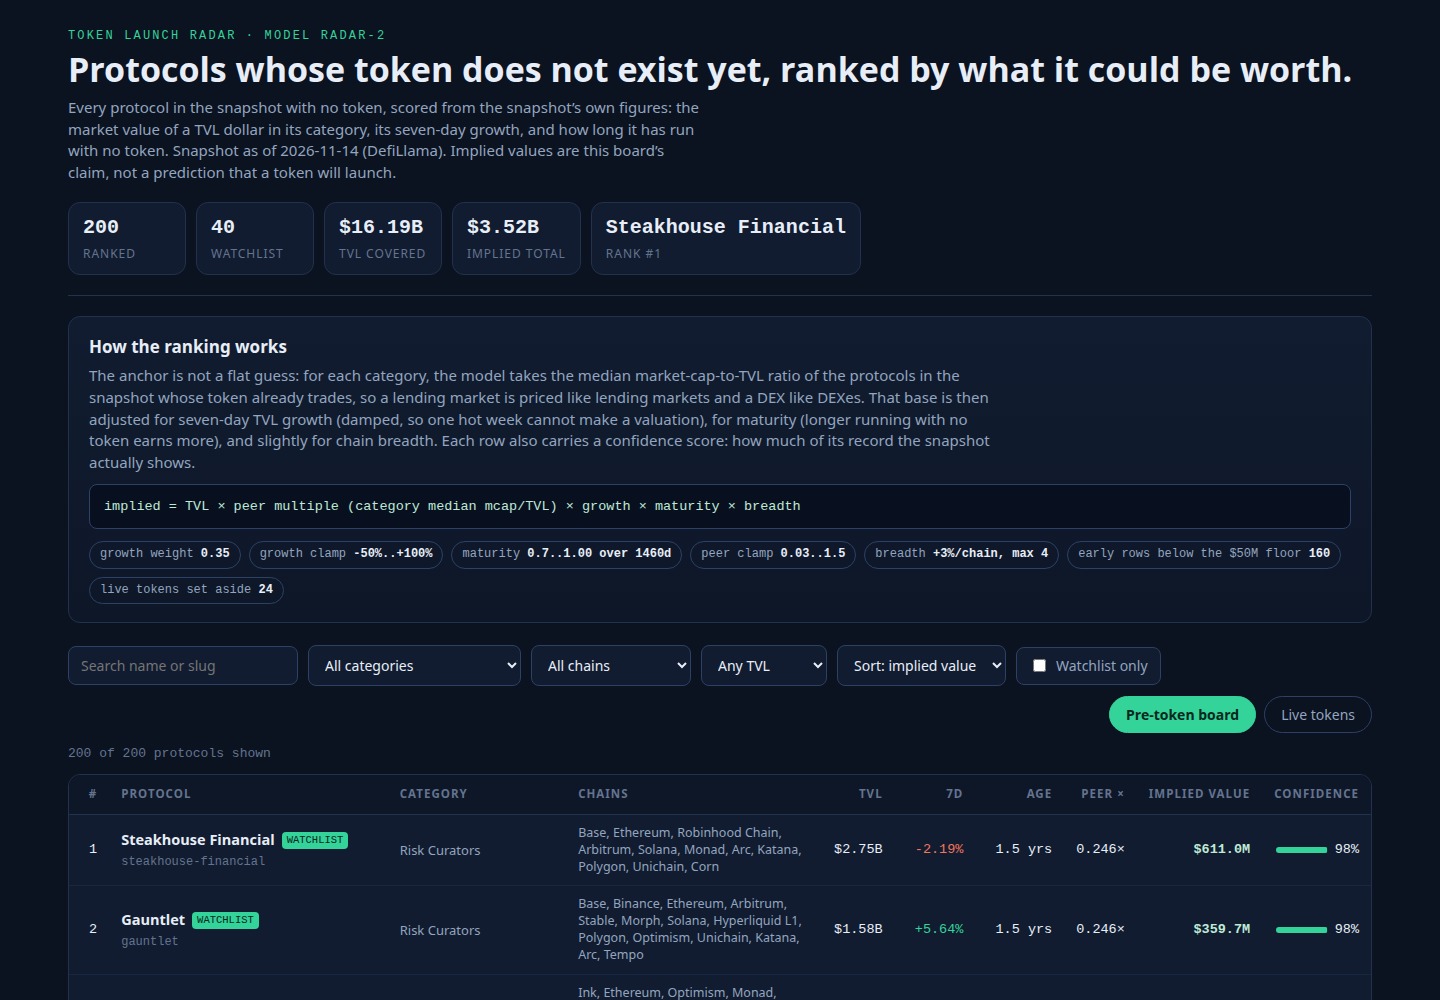 TOKEN LAUNCH RADAR · MODEL RADAR-2
Protocols whose token does not exist yet, ranked by what it could be worth.
Every protocol in the snapshot with no token, scored from the snapshot's own figures: the
market value of a TVL dollar in its category, its seven-day growth, and how long it has run
with no token. Snapshot as of 2026-11-14 (DefiLlama). Implied values are this board's
claim, not a prediction that a token will launch.
200 40 $16.19B $3.52B Steakhouse Financial
RANKED WATCHLIST TVL COVERED IMPLIED TOTAL RANK #1
How the ranking works
The anchor is not a flat guess: for each category, the model takes the median market-cap-to-TVL ratio of the protocols in the
snapshot whose token already trades, so a lending market is priced like lending markets and a DEX like DEXes. That base is then
adjusted for seven-day TVL growth (damped, so one hot week cannot make a valuation), for maturity (longer running with no
token earns more), and slightly for chain breadth. Each row also carries a confidence score: how much of its record the snapshot
actually shows.
implied = TVL × peer multiple (category median mcap/TVL) × growth × maturity × breadth
growth weight 0.35 growth clamp -50%..+100% maturity 0.7..1.00 over 1460d peer clamp 0.03..1.5 breadth +3%/chain, max 4 early rows below the $50M floor 160
live tokens set aside 24
Search name or slug All categories All chains Any TVL Sort: implied value Watchlist only
Pre-token board Live tokens
200 of 200 protocols shown
# PROTOCOL CATEGORY CHAINS TVL 7D AGE PEER × IMPLIED VALUE CONFIDENCE
1 Steakhouse Financial WATCHLIST
steakhouse-financial
Risk Curators
Base, Ethereum, Robinhood Chain,
Arbitrum, Solana, Monad, Arc, Katana,
Polygon, Unichain, Corn
$2.75B -2.19% 1.5 yrs 0.246× $611.0M 98%
2 Gauntlet WATCHLIST
gauntlet
Risk Curators
Base, Binance, Ethereum, Arbitrum,
Stable, Morph, Solana, Hyperliquid L1,
Polygon, Optimism, Unichain, Katana,
Arc, Tempo
$1.58B +5.64% 1.5 yrs 0.246× $359.7M 98%
Ink, Ethereum, Optimism, Monad,